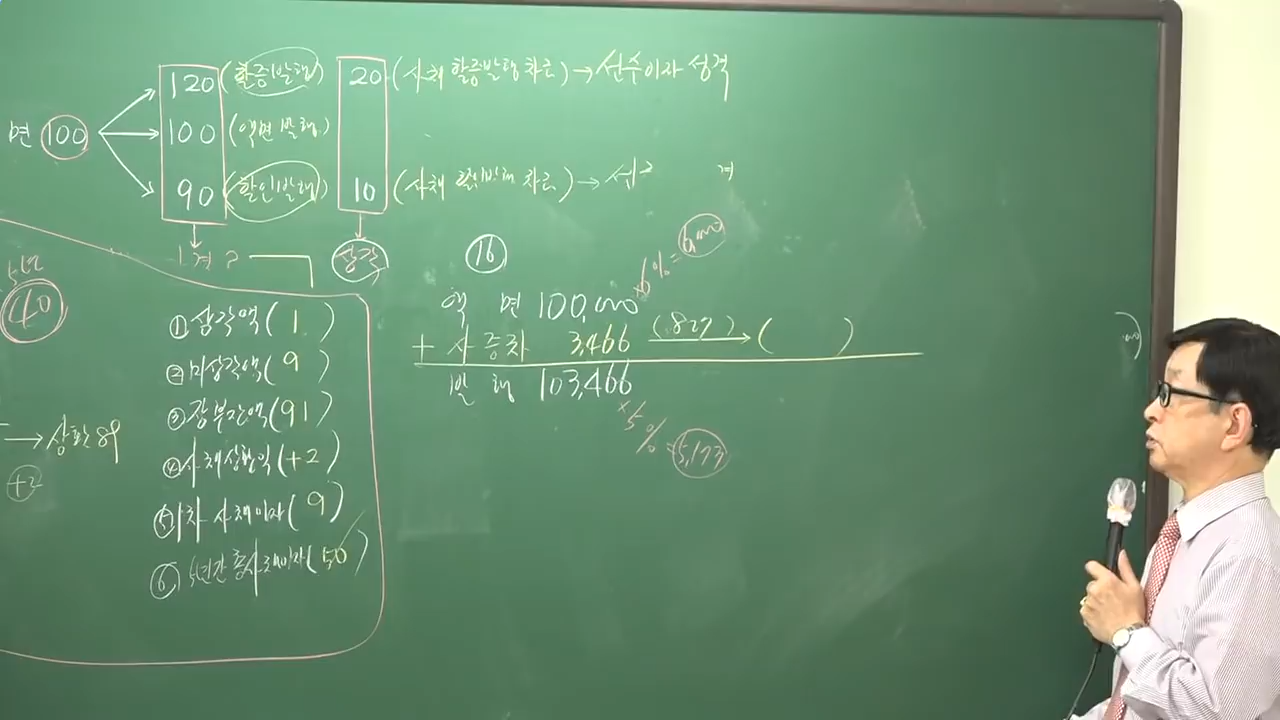 120 (할증발행) 20 (사채 할증발행 차금) → 선수이자 성격
면 100 100 (액면 발행)
90 (할인발행) 10 (사채 할인발행 차금) →
5년
40
상각
① 상각액 ( 1 )
② 미상각액 ( 9 )
③ 장부잔액 ( 91 )
④ 사채상환익 ( +2 )
⑤ 1차 사채이자 ( 9 )
⑥ 5년간 총사채이자 ( 50 )
→ 상환 89
+2
⑯
×6% = 6,000
액 면 100,000
+ 사 증차 3,466 (827) → ( )
발 행 103,466
×5% = 5,173